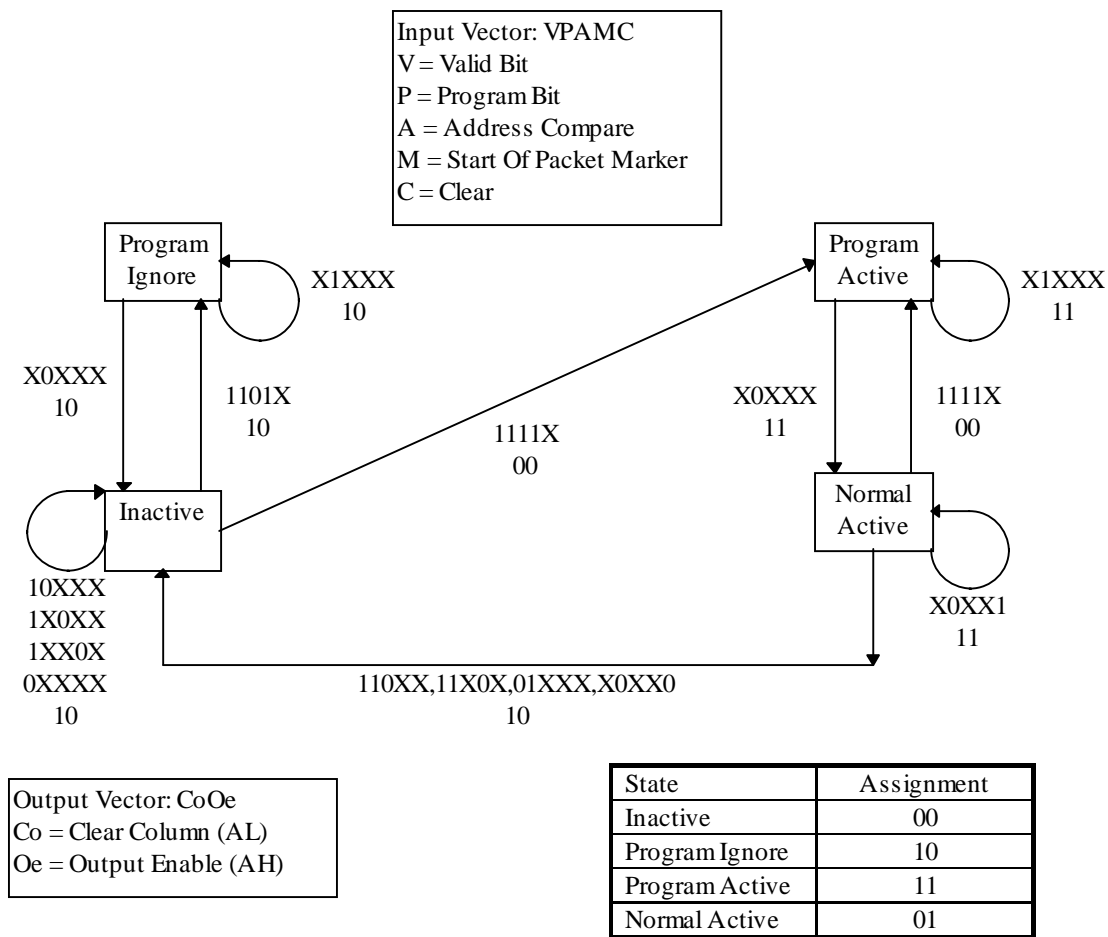 Input Vector: VPAMC
V = Valid Bit
P = Program Bit
A = Address Compare
M = Start Of Packet Marker
C = Clear
Program
Ignore
X1XXX
10
Program
Active
X1XXX
11
X0XXX
10
1101X
10
1111X
00
X0XXX
11
1111X
00
Inactive
Normal
Active
10XXX
1X0XX
1XX0X
0XXXX
10
X0XX1
11
110XX,11X0X,01XXX,X0XX0
10
Output Vector: CoOe
Co = Clear Column (AL)
Oe = Output Enable (AH)
State Assignment
Inactive 00
Program Ignore 10
Program Active 11
Normal Active 01